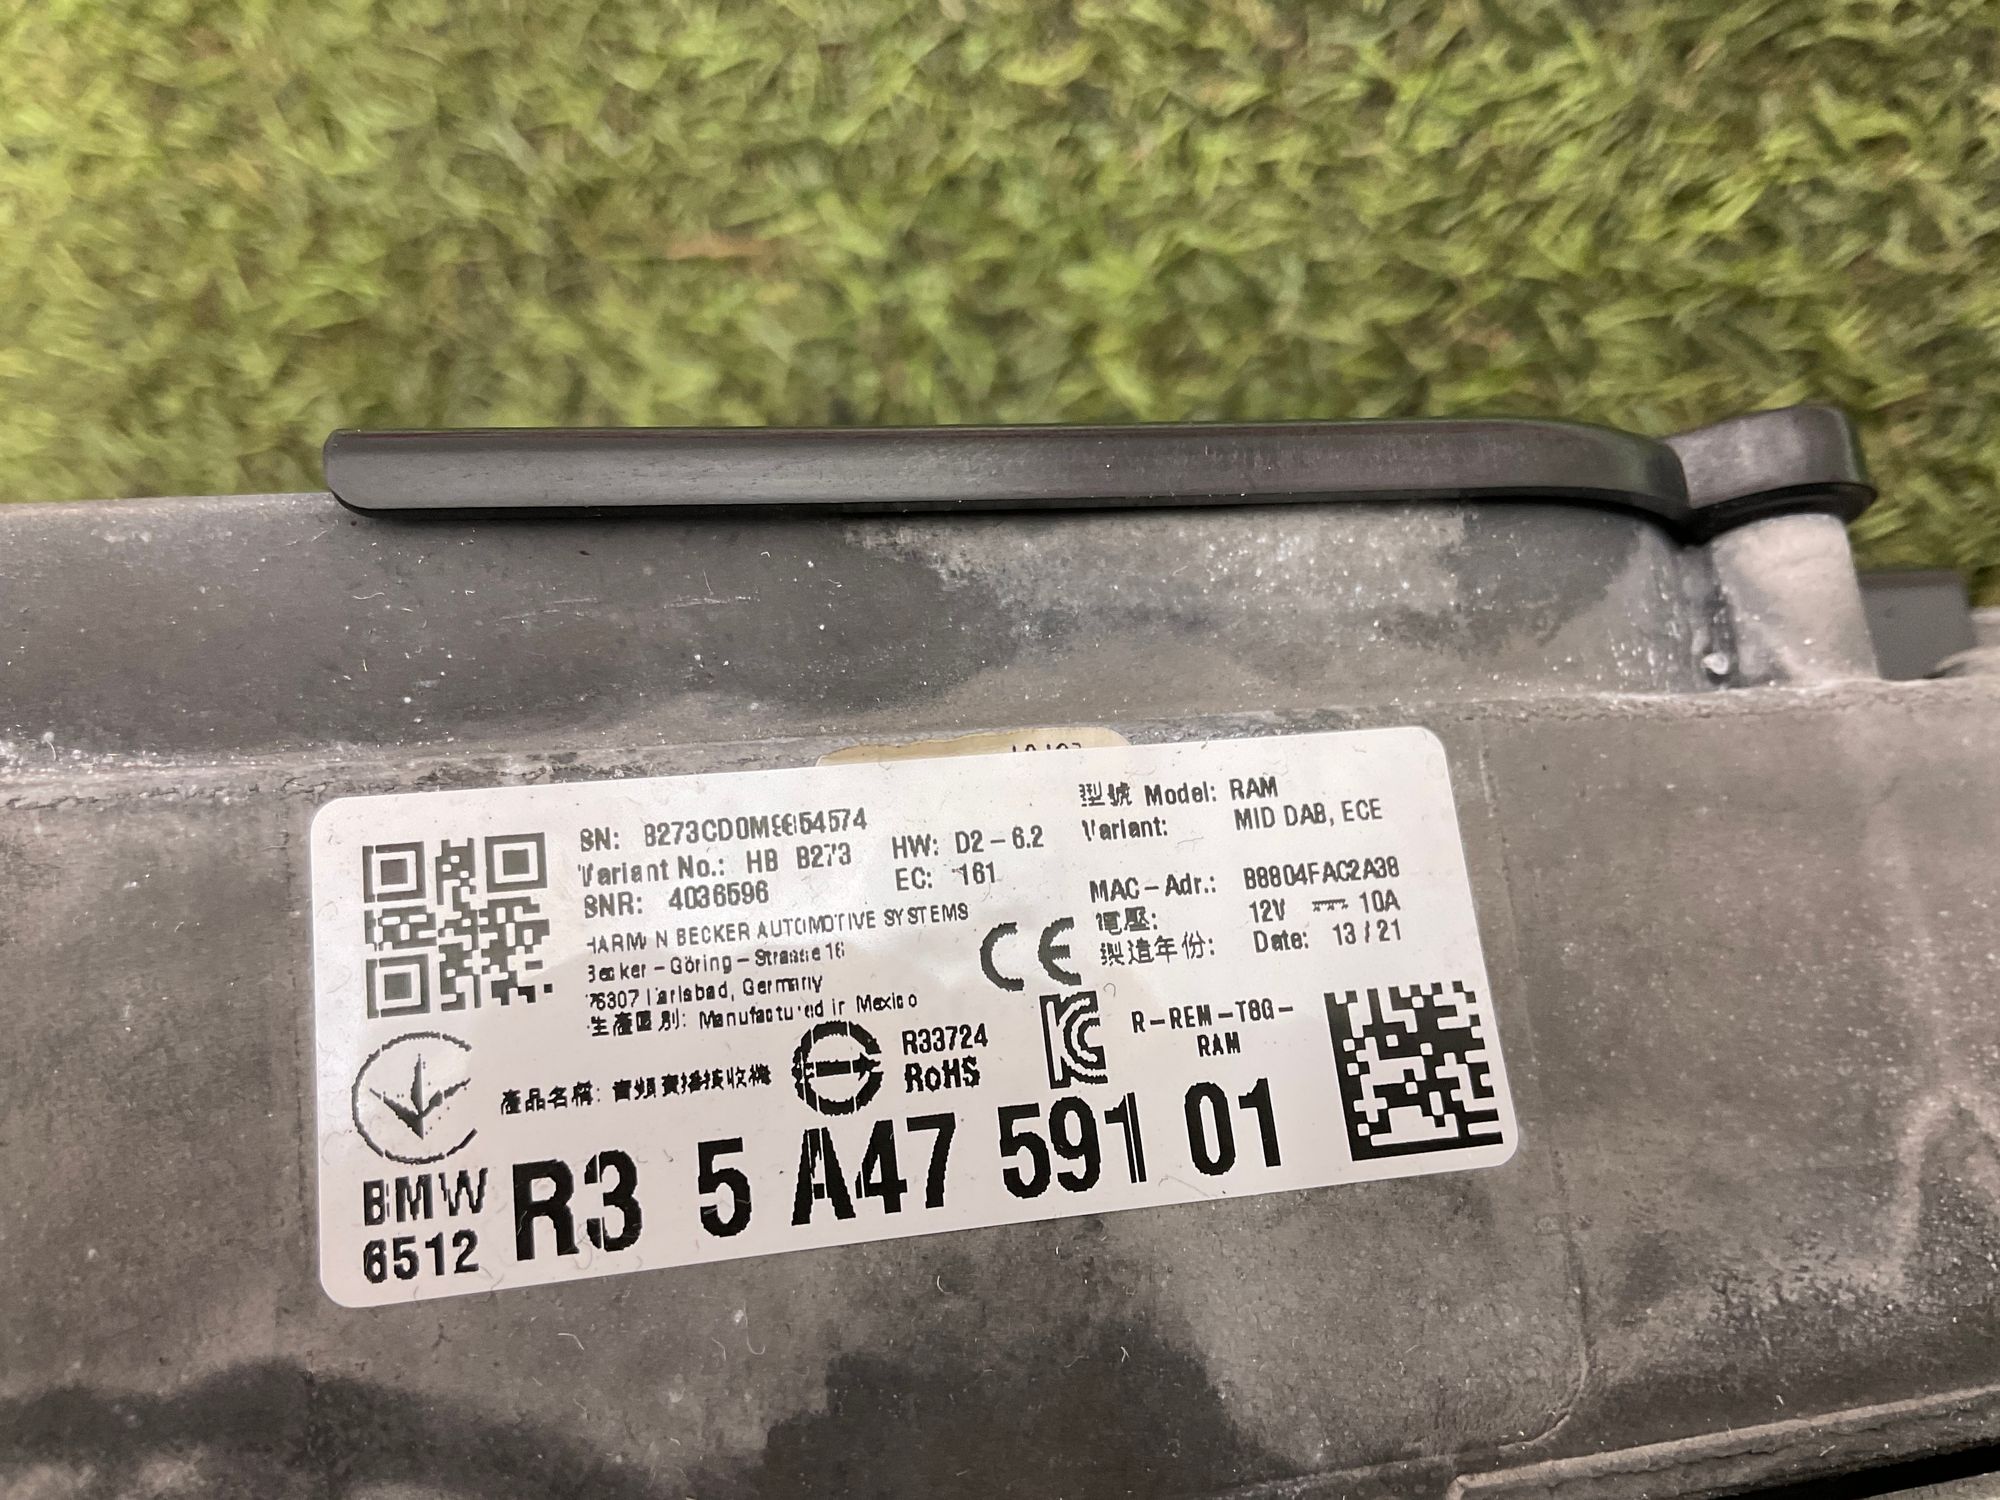 SN:
Variant No.: HB B273
SNR: 4036596
HW: D2-6.2
EC: 161
型號 Model: RAM
Variant: MID DAB, ECE
MAC-Adr.: B8804FAC2A38
電壓: 12V 10A
製造年份: Date: 13/21
HARMAN BECKER AUTOMOTIVE SYSTEMS
Becker-Göring-Strasse 16
76307 Karlsbad, Germany
生產國別: Manufactured in Mexico
CE
產品名稱: 音頻廣播接收機
R33724
RoHS
R-REM-T8G-
RAM
BMW
6512
R3 5 A47 591 01